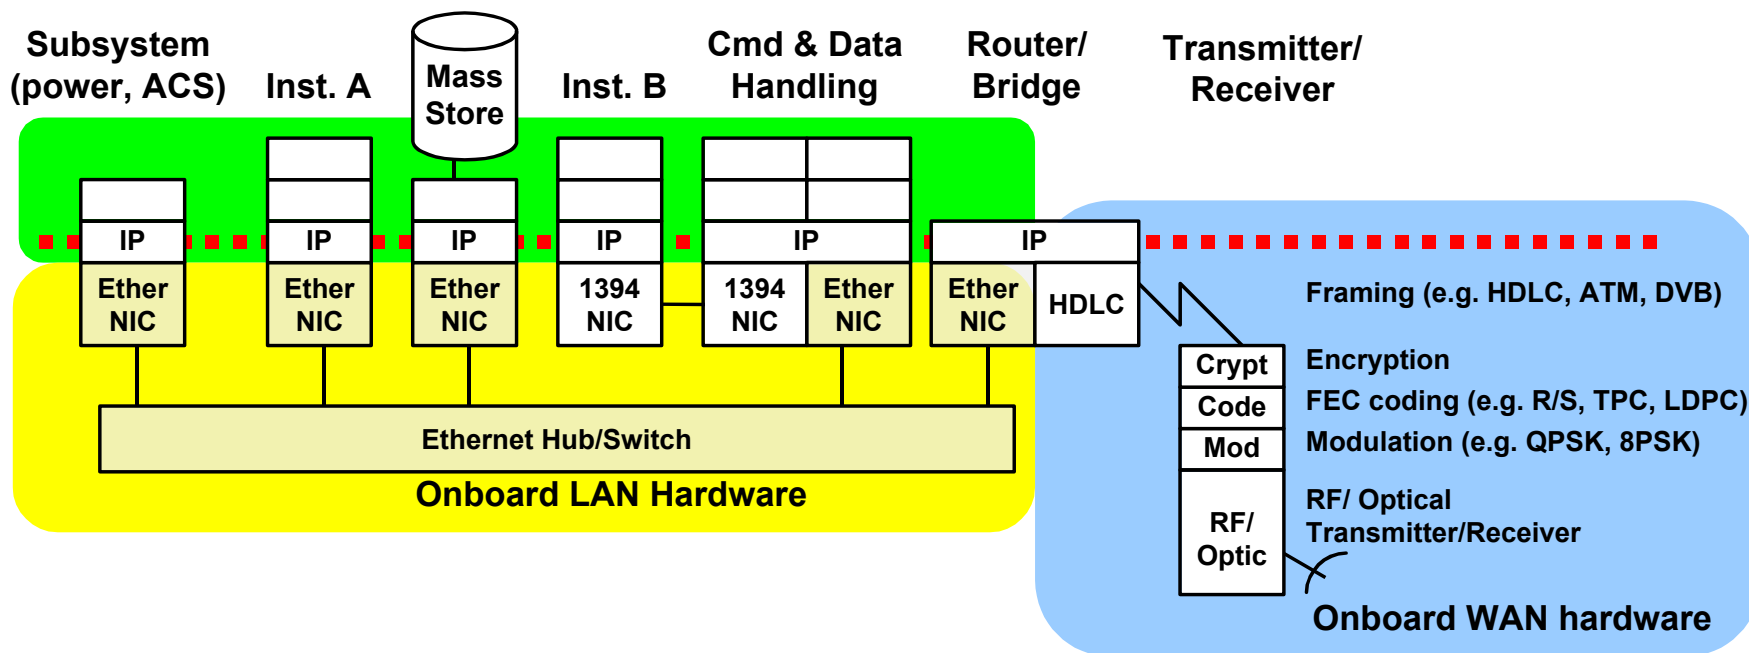 Subsystem
(power, ACS)
Inst. A
Mass
Store
Inst. B
Cmd & Data
Handling
Router/
Bridge
Transmitter/
Receiver
IP
IP
IP
IP
IP
IP
Ether
NIC
Ether
NIC
Ether
NIC
1394
NIC
1394
NIC
Ether
NIC
Ether
NIC
HDLC
Framing (e.g. HDLC, ATM, DVB)
Crypt
Encryption
Code
FEC coding (e.g. R/S, TPC, LDPC)
Mod
Modulation (e.g. QPSK, 8PSK)
Ethernet Hub/Switch
Onboard LAN Hardware
RF/
Optic
RF/ Optical
Transmitter/Receiver
Onboard WAN hardware